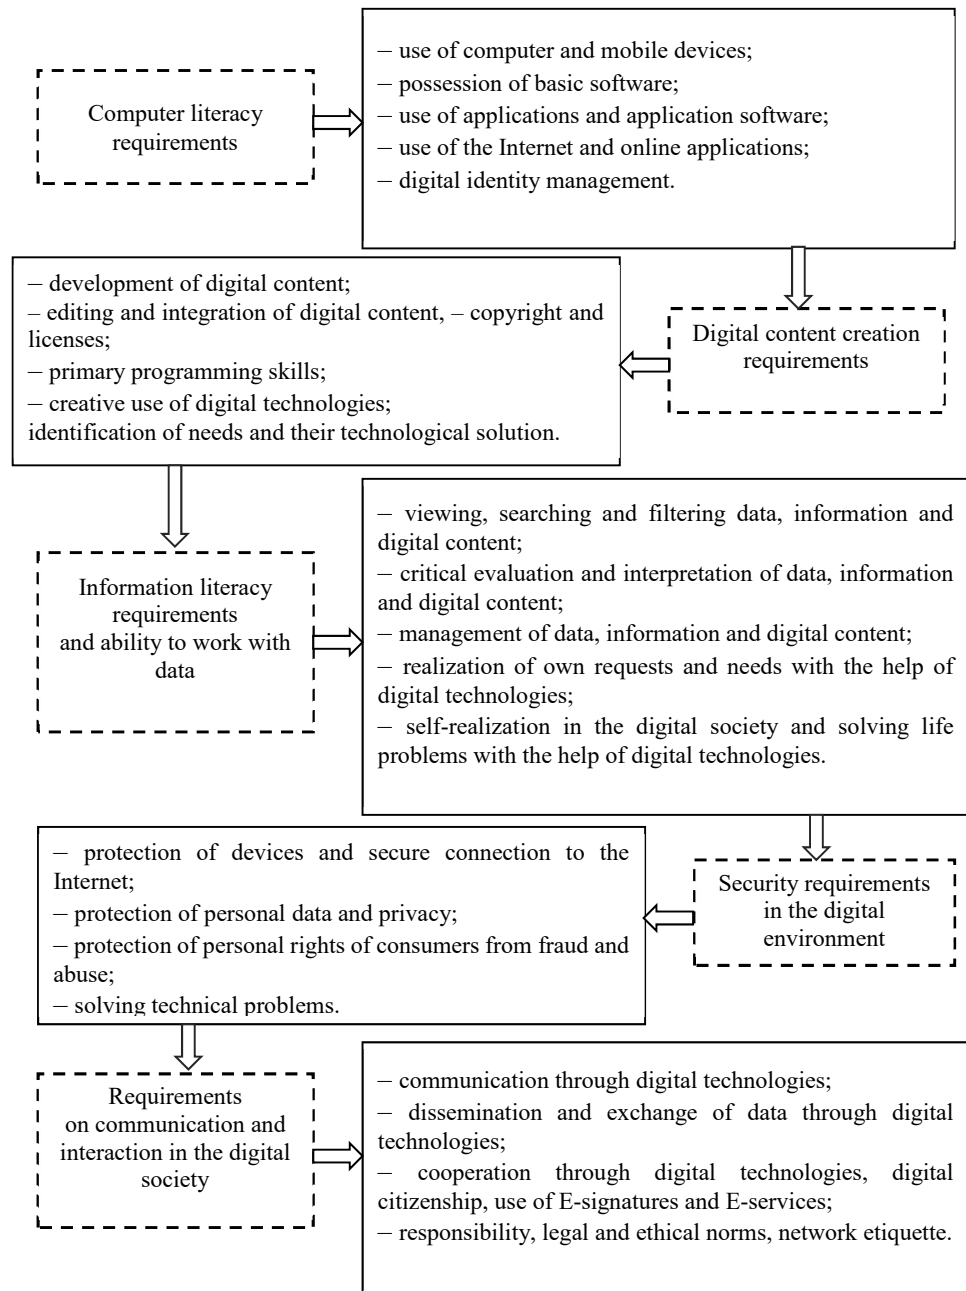 Computer literacy
requirements
– use of computer and mobile devices;
– possession of basic software;
– use of applications and application software;
– use of the Internet and online applications;
– digital identity management.
Digital content creation
requirements
– development of digital content;
– editing and integration of digital content, – copyright and
licenses;
– primary programming skills;
– creative use of digital technologies;
identification of needs and their technological solution.
Information literacy
requirements
and ability to work with
data
– viewing, searching and filtering data, information and
digital content;
– critical evaluation and interpretation of data, information
and digital content;
– management of data, information and digital content;
– realization of own requests and needs with the help of
digital technologies;
– self-realization in the digital society and solving life
problems with the help of digital technologies.
Security requirements
in the digital
environment
– protection of devices and secure connection to the
Internet;
– protection of personal data and privacy;
– protection of personal rights of consumers from fraud and
abuse;
– solving technical problems.
Requirements
on communication and
interaction in the digital
society
– communication through digital technologies;
– dissemination and exchange of data through digital
technologies;
– cooperation through digital technologies, digital
citizenship, use of E-signatures and E-services;
– responsibility, legal and ethical norms, network etiquette.